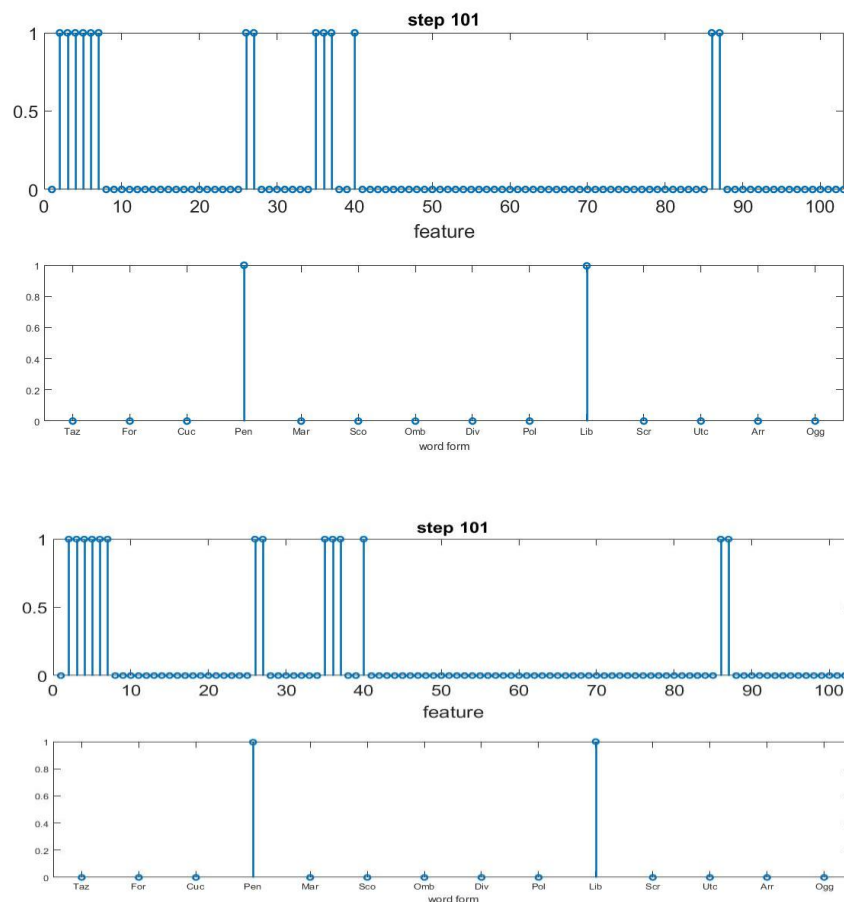 step 101
1
0.5
0
0 10 20 30 40 50 60 70 80 90 100
feature
1
0.8
0.6
0.4
0.2
0
Taz For Cuc Pen Mar Sco Omb Div Pol Lib Scr Utc Arr Ogg
word form
step 101
1
0.5
0
0 10 20 30 40 50 60 70 80 90 100
feature
1
0.8
0.6
0.4
0.2
0
Taz For Cuc Pen Mar Sco Omb Div Pol Lib Scr Utc Arr Ogg
word form